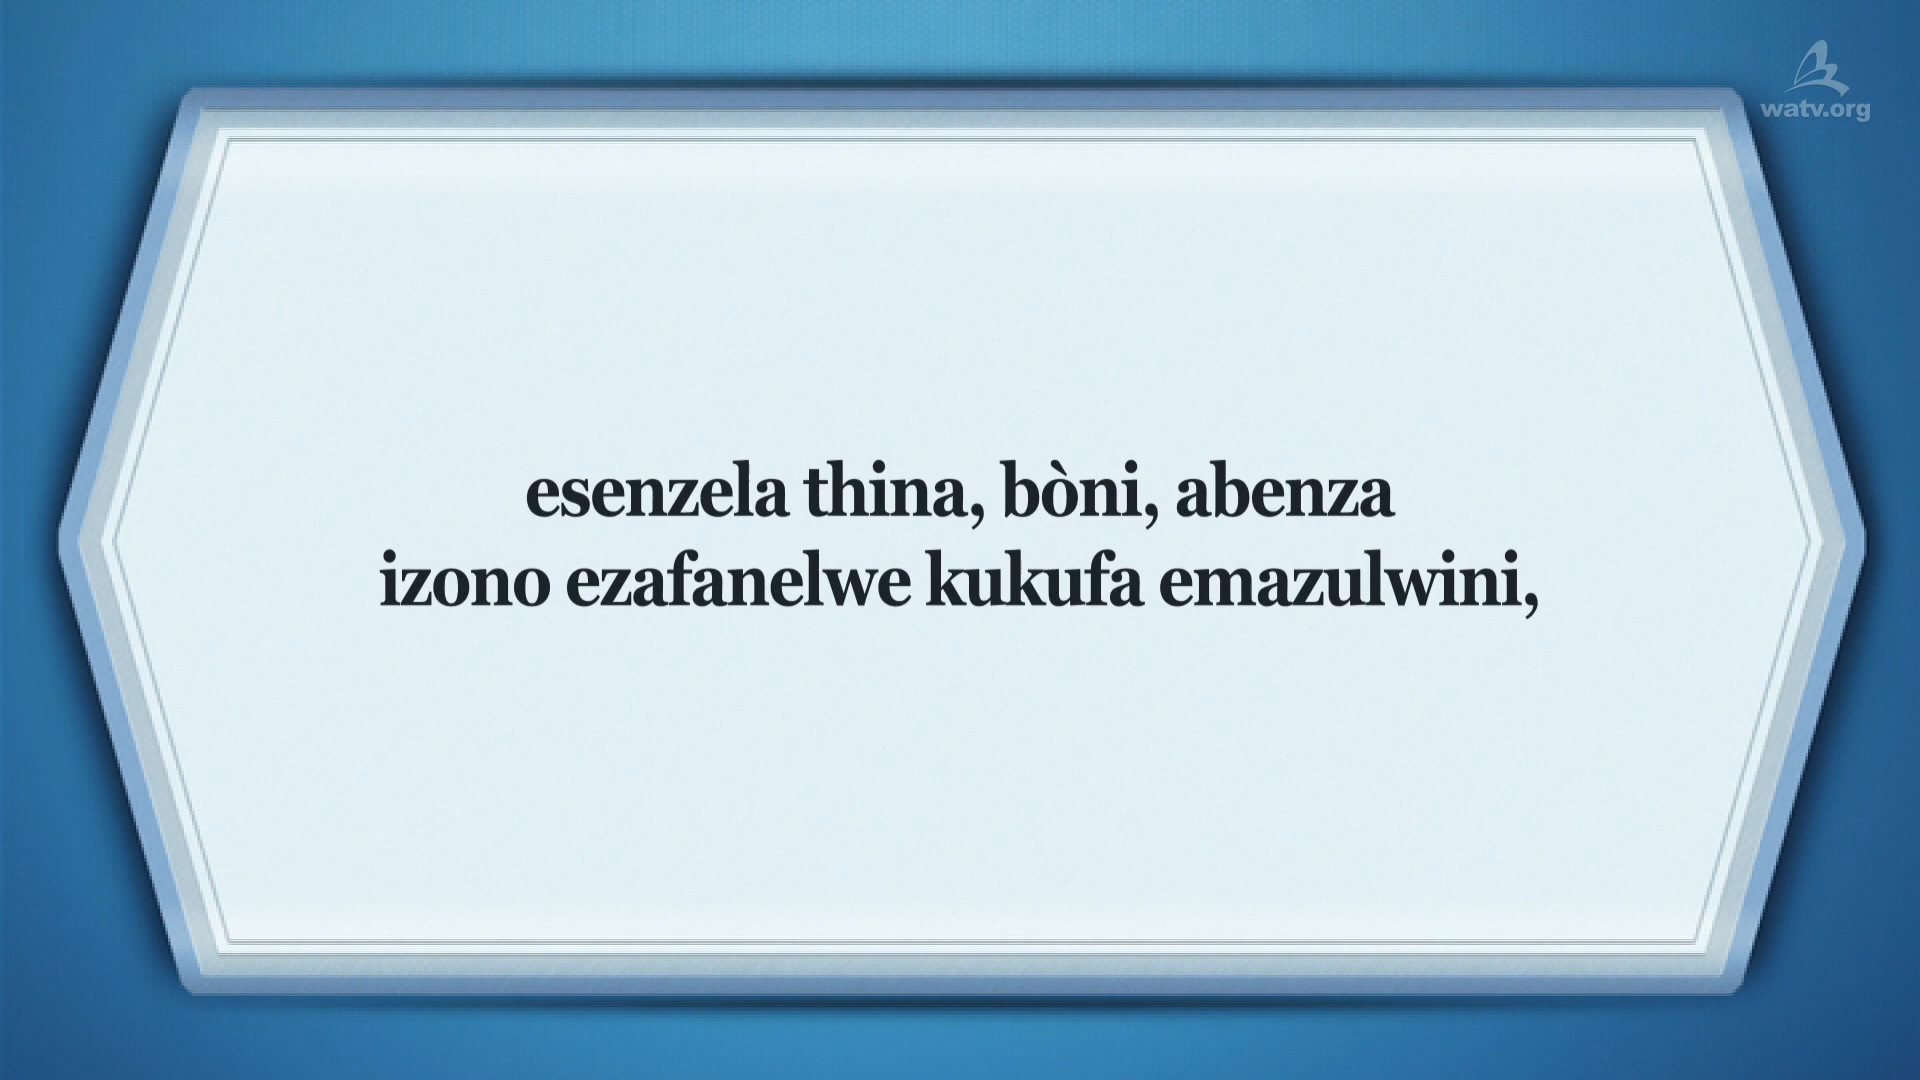 watv.org
esenzela thina, bòni, abenza
izono ezafanelwe kukufa emazulwini,